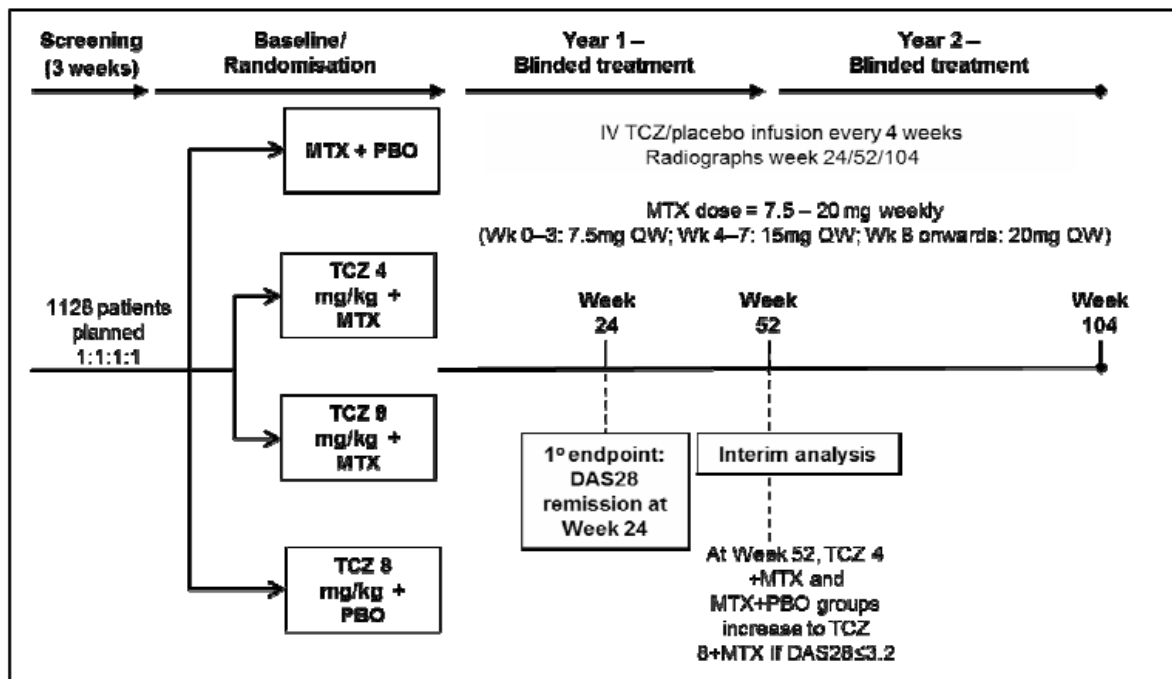 Screening
(3 weeks)
Baseline/
Randomisation
Year 1 –
Blinded treatment
Year 2 –
Blinded treatment
MTX + PBO
IV TCZ/placebo infusion every 4 weeks
Radiographs week 24/52/104
MTX dose = 7.5 – 20 mg weekly
(Wk 0–3: 7.5mg QW; Wk 4–7: 15mg QW; Wk 8 onwards: 20mg QW)
1128 patients
planned
1:1:1:1
TCZ 4
mg/kg +
MTX
TCZ 8
mg/kg +
MTX
TCZ 8
mg/kg +
PBO
Week
24
Week
52
Week
104
1º endpoint:
DAS28
remission at
Week 24
Interim analysis
At Week 52, TCZ 4
+MTX and
MTX+PBO groups
increase to TCZ
8+MTX if DAS28≤3.2